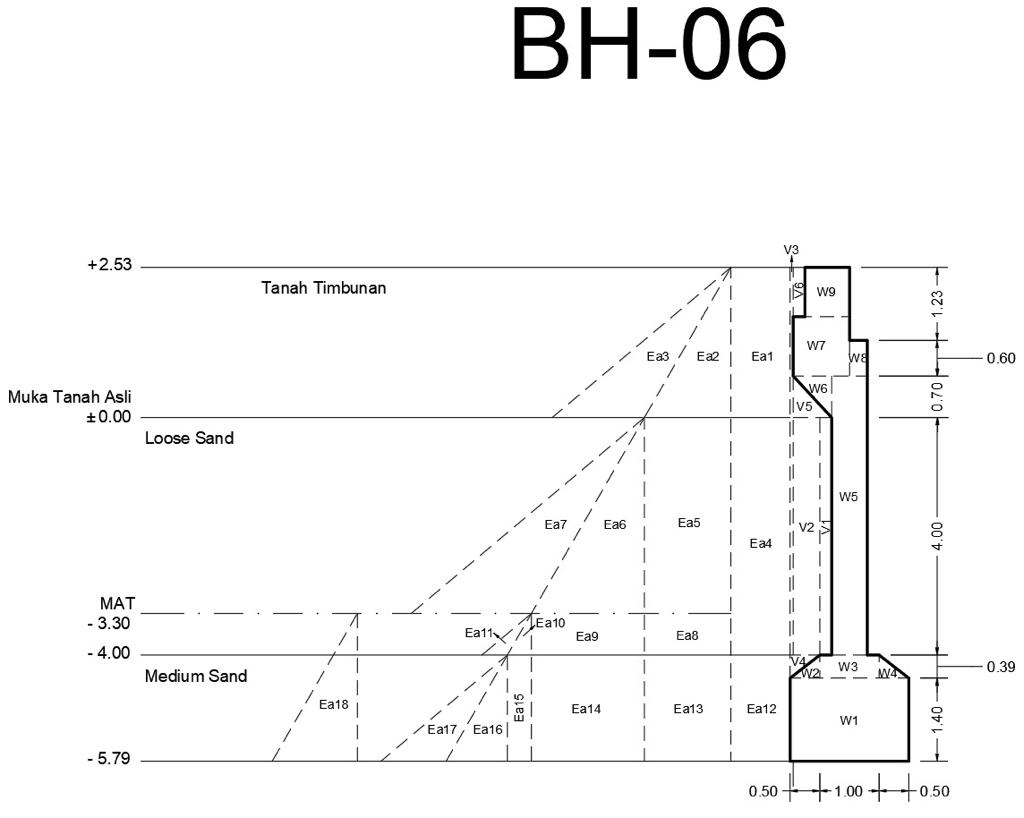 BH-06
V3
+2.53
Tanah Timbunan
V6
W9
1.23
Ea3
Ea2
Ea1
W7
W8
0.60
W6
0.70
Muka Tanah Asli
±0.00
V5
Loose Sand
W5
Ea7
Ea6
Ea5
V2
V1
4.00
Ea4
MAT
- 3.30
Ea11
Ea10
Ea9
Ea8
- 4.00
V4
W3
0.39
Medium Sand
W2
W4
Ea18
Ea17
Ea16
Ea15
Ea14
Ea13
Ea12
W1
1.40
- 5.79
0.50
1.00
0.50